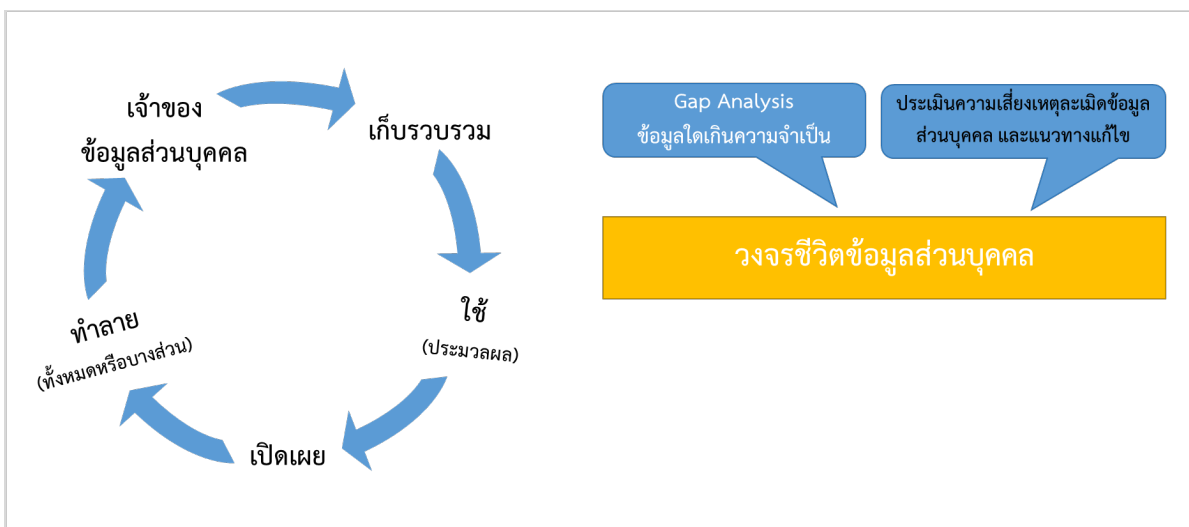 เจ้าของ
ข้อมูลส่วนบุคคล
เก็บรวบรวม
ใช้
(ประมวลผล)
เปิดเผย
ทำลาย
(ทั้งหมดหรือบางส่วน)
Gap Analysis
ข้อมูลใดเกินความจำเป็น
ประเมินความเสี่ยงเหตุละเมิดข้อมูล
ส่วนบุคคล และแนวทางแก้ไข
วงจรชีวิตข้อมูลส่วนบุคคล